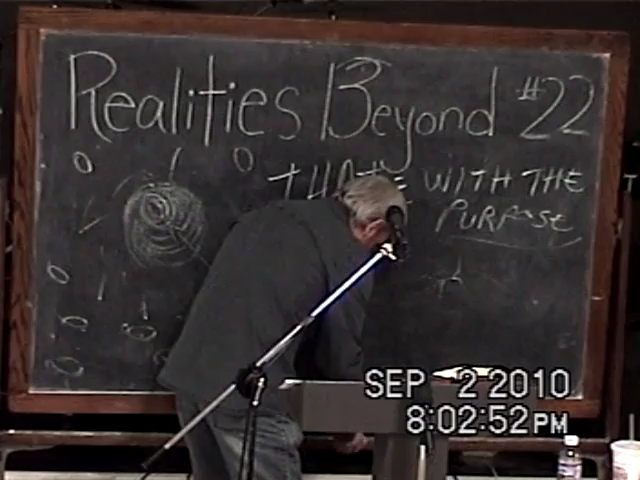 Realities Beyond #22
WITH THE
PURPOSE
SEP 2 2010
8:02:52PM